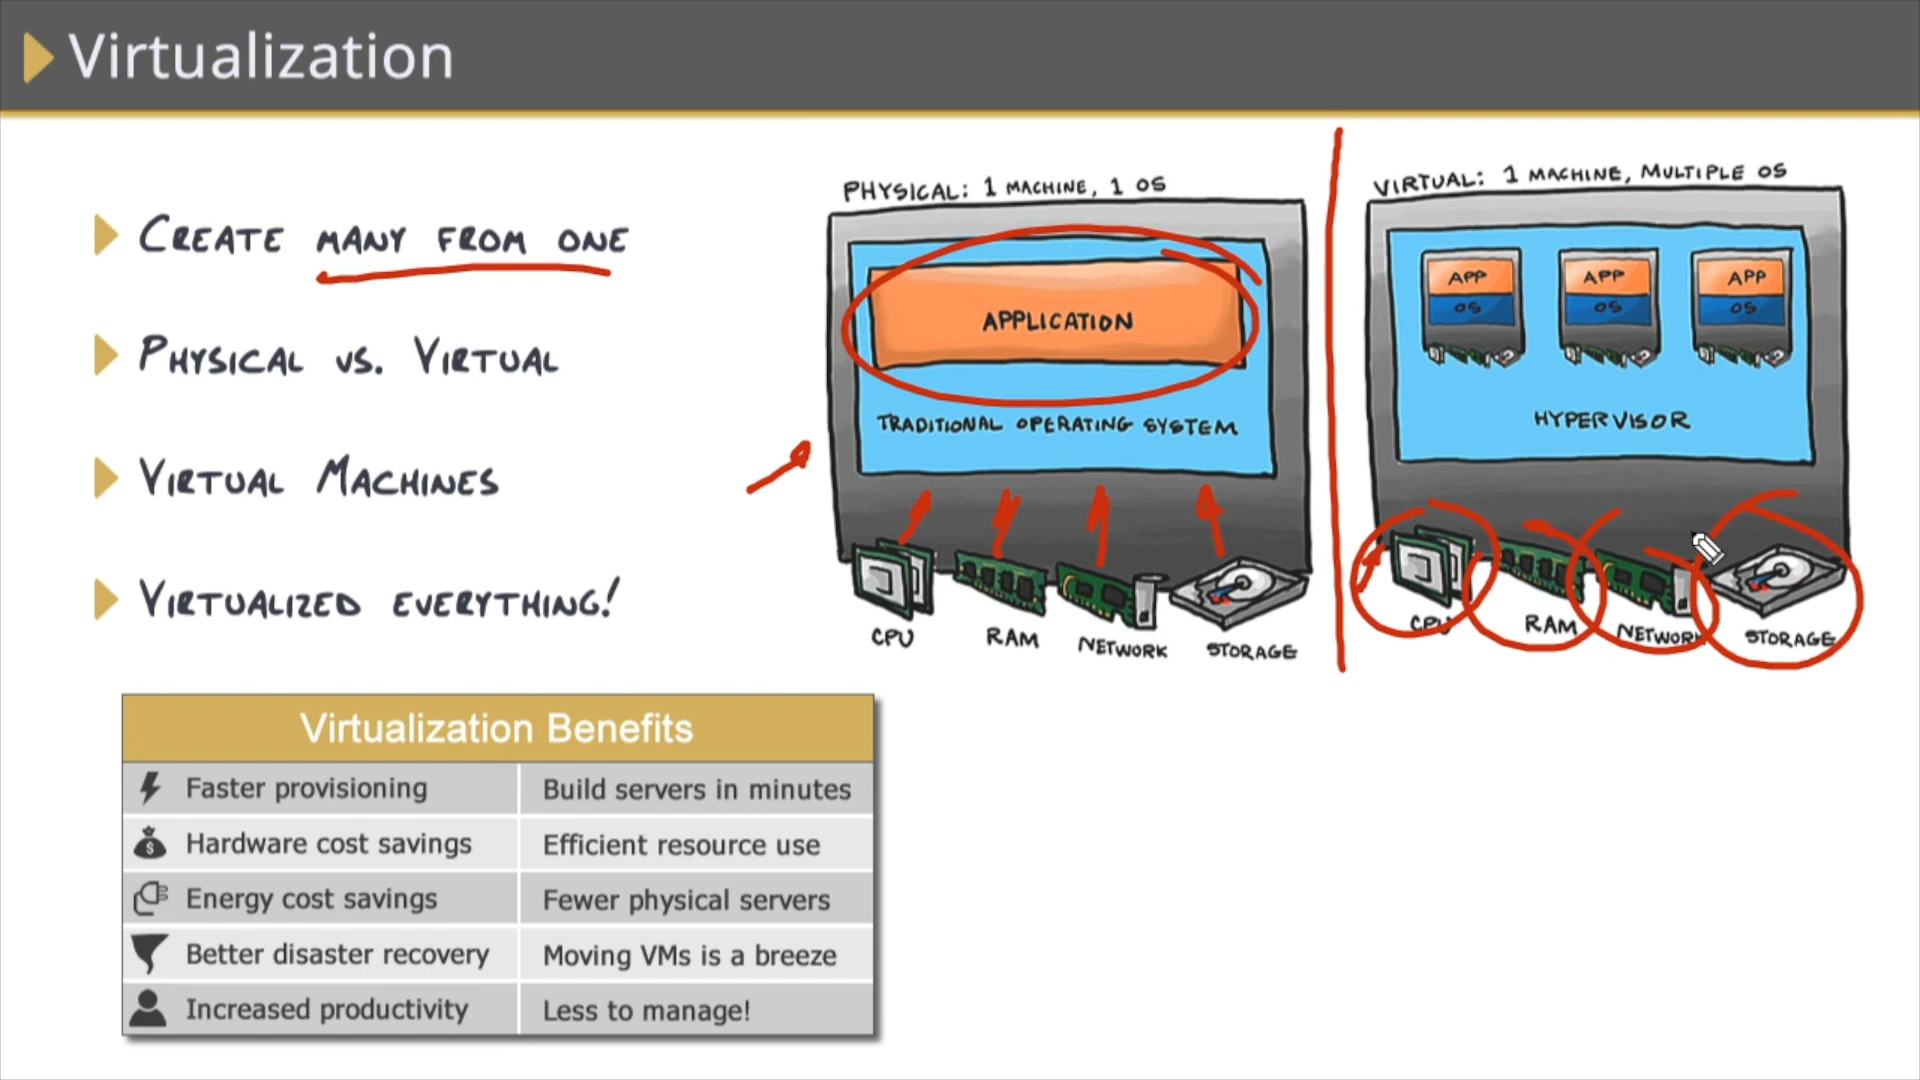 Virtualization
CREATE MANY FROM ONE
PHYSICAL VS. VIRTUAL
VIRTUAL MACHINES
VIRTUALIZED EVERYTHING!
PHYSICAL: 1 MACHINE, 1 OS
APPLICATION
TRADITIONAL OPERATING SYSTEM
CPU RAM NETWORK STORAGE
VIRTUAL: 1 MACHINE, MULTIPLE OS
APP APP APP
OS OS OS
HYPERVISOR
CPU RAM NETWORK STORAGE
Virtualization Benefits
Faster provisioning Build servers in minutes
Hardware cost savings Efficient resource use
Energy cost savings Fewer physical servers
Better disaster recovery Moving VMs is a breeze
Increased productivity Less to manage!